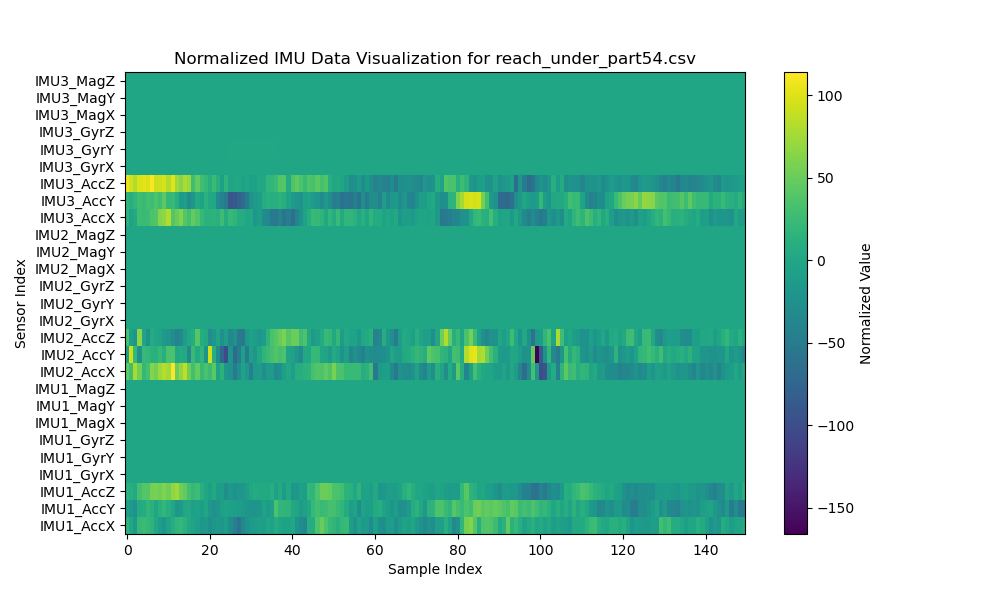 Normalized IMU Data Visualization for reach_under_part54.csv
Sensor Index
IMU3_MagZ
IMU3_MagY
IMU3_MagX
IMU3_GyrZ
IMU3_GyrY
IMU3_GyrX
IMU3_AccZ
IMU3_AccY
IMU3_AccX
IMU2_MagZ
IMU2_MagY
IMU2_MagX
IMU2_GyrZ
IMU2_GyrY
IMU2_GyrX
IMU2_AccZ
IMU2_AccY
IMU2_AccX
IMU1_MagZ
IMU1_MagY
IMU1_MagX
IMU1_GyrZ
IMU1_GyrY
IMU1_GyrX
IMU1_AccZ
IMU1_AccY
IMU1_AccX
0 20 40 60 80 100 120 140
Sample Index
100
50
0
−50
−100
−150
Normalized Value